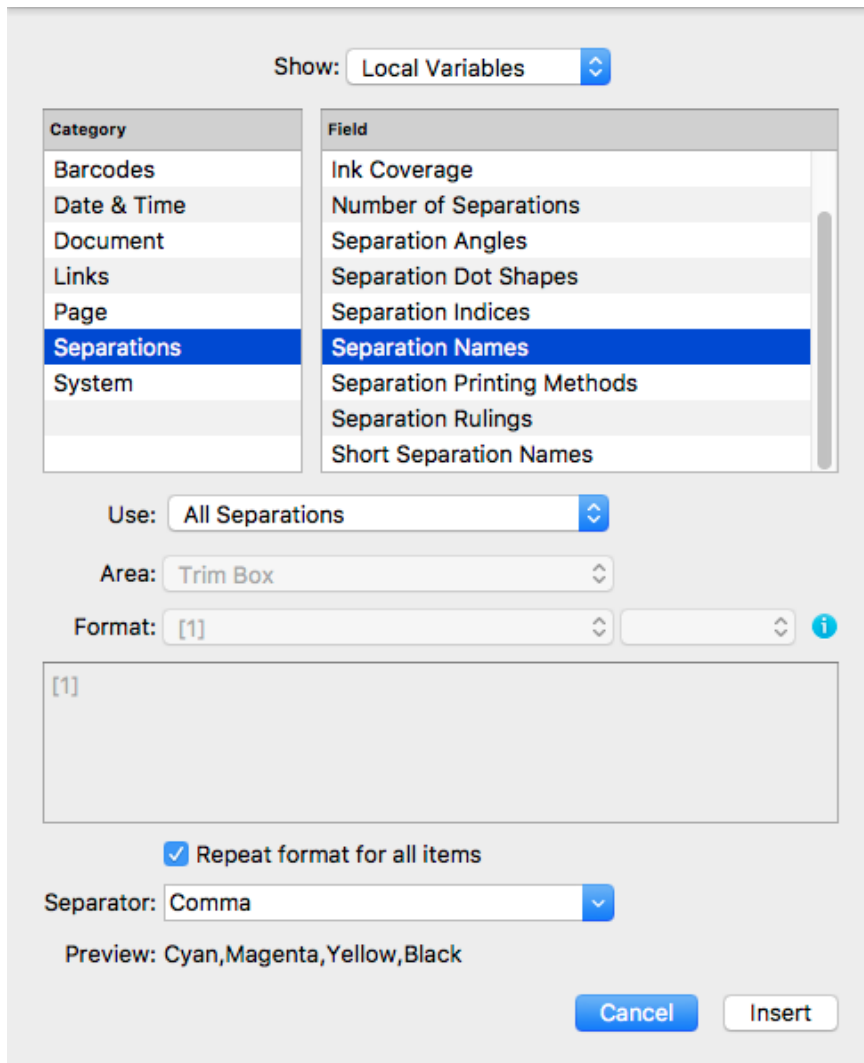 Show: Local Variables
Category
Field
Barcodes
Ink Coverage
Date & Time
Number of Separations
Document
Separation Angles
Links
Separation Dot Shapes
Page
Separation Indices
Separations
Separation Names
System
Separation Printing Methods
Separation Rulings
Short Separation Names
Use: All Separations
Area: Trim Box
Format: [1]
[1]
Repeat format for all items
Separator: Comma
Preview: Cyan,Magenta,Yellow,Black
Cancel
Insert